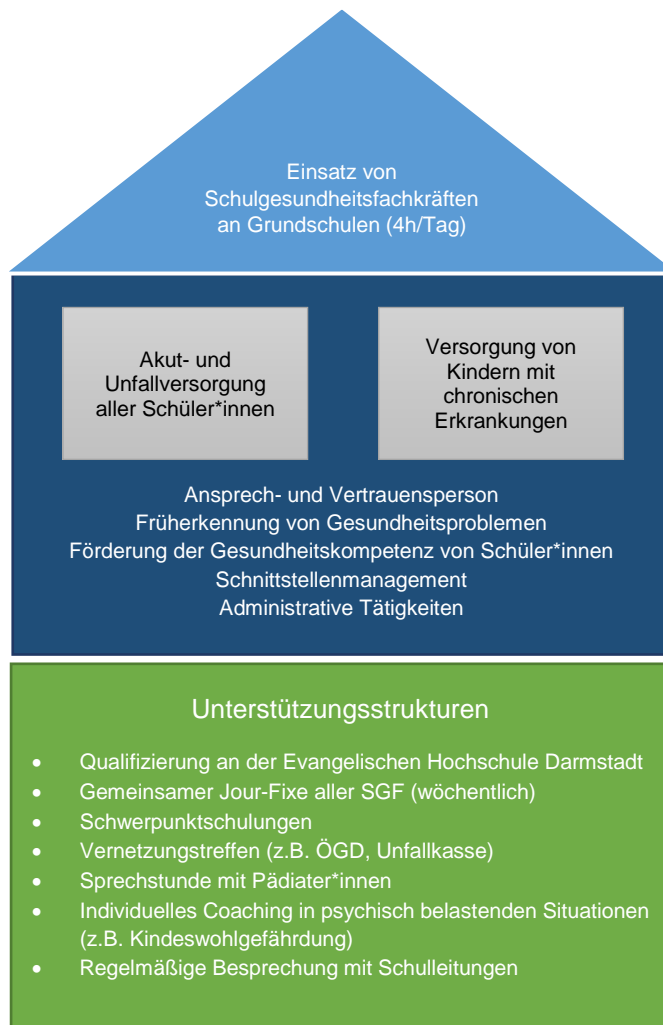 Einsatz von
Schulgesundheitsfachkräften
an Grundschulen (4h/Tag)
Akut- und
Unfallversorgung
aller Schüler*innen
Versorgung von
Kindern mit
chronischen
Erkrankungen
Ansprech- und Vertrauensperson
Früherkennung von Gesundheitsproblemen
Förderung der Gesundheitskompetenz von Schüler*innen
Schnittstellenmanagement
Administrative Tätigkeiten
Unterstützungsstrukturen
• Qualifizierung an der Evangelischen Hochschule Darmstadt
• Gemeinsamer Jour-Fixe aller SGF (wöchentlich)
• Schwerpunktschulungen
• Vernetzungstreffen (z.B. ÖGD, Unfallkasse)
• Sprechstunde mit Pädiater*innen
• Individuelles Coaching in psychisch belastenden Situationen
(z.B. Kindeswohlgefährdung)
• Regelmäßige Besprechung mit Schulleitungen